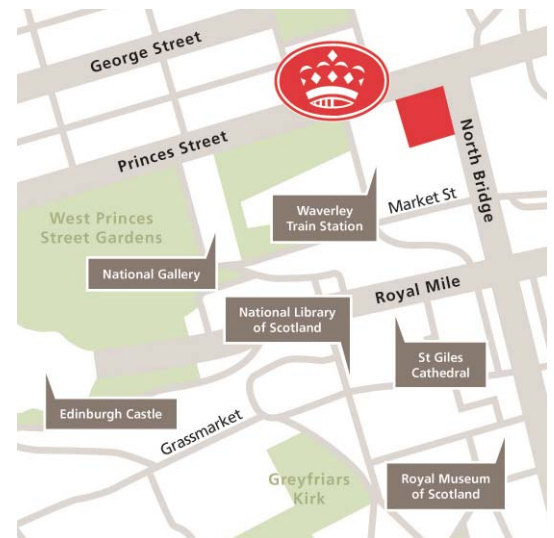 George Street
Princes Street
North Bridge
West Princes
Street Gardens
Waverley
Train Station
Market St
National Gallery
Royal Mile
National Library
of Scotland
St Giles
Cathedral
Edinburgh Castle
Grassmarket
Greyfriars
Kirk
Royal Museum
of Scotland